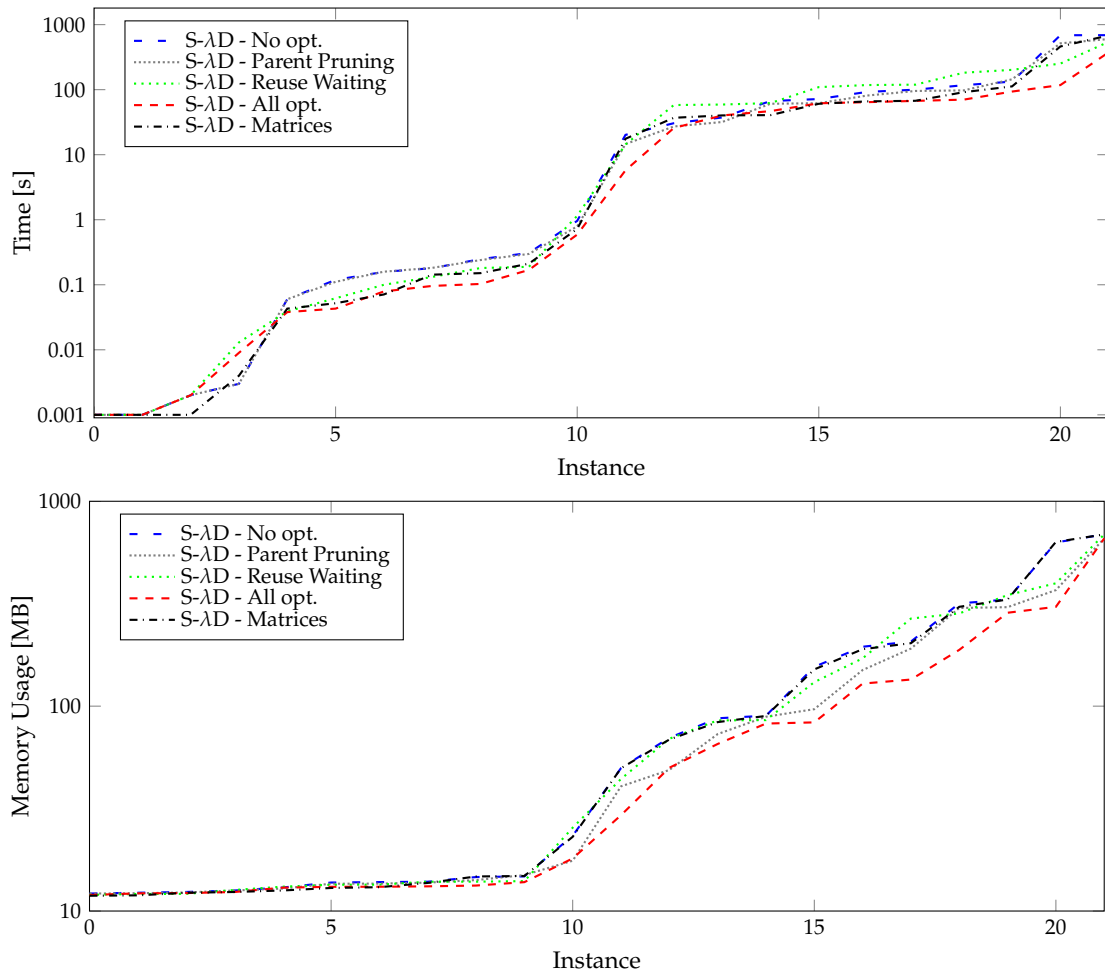 1000
100
10
1
0.1
0.01
0.001
Time [s]
S-λD - No opt.
S-λD - Parent Pruning
S-λD - Reuse Waiting
S-λD - All opt.
S-λD - Matrices
0 5 10 15 20
Instance
1000
100
10
Memory Usage [MB]
S-λD - No opt.
S-λD - Parent Pruning
S-λD - Reuse Waiting
S-λD - All opt.
S-λD - Matrices
0 5 10 15 20
Instance